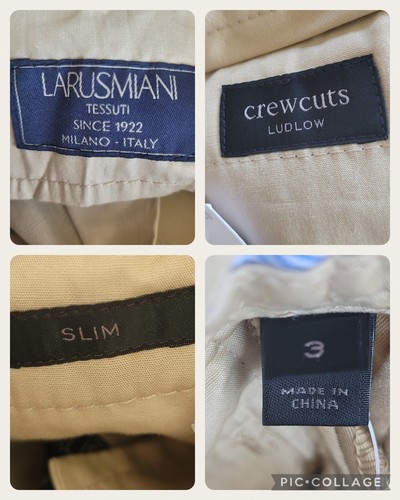 LARUSMIANI
TESSUTI
SINCE 1922
MILANO - ITALY
crewcuts
LUDLOW
SLIM
3
MADE IN
CHINA
PIC•COLLAGE